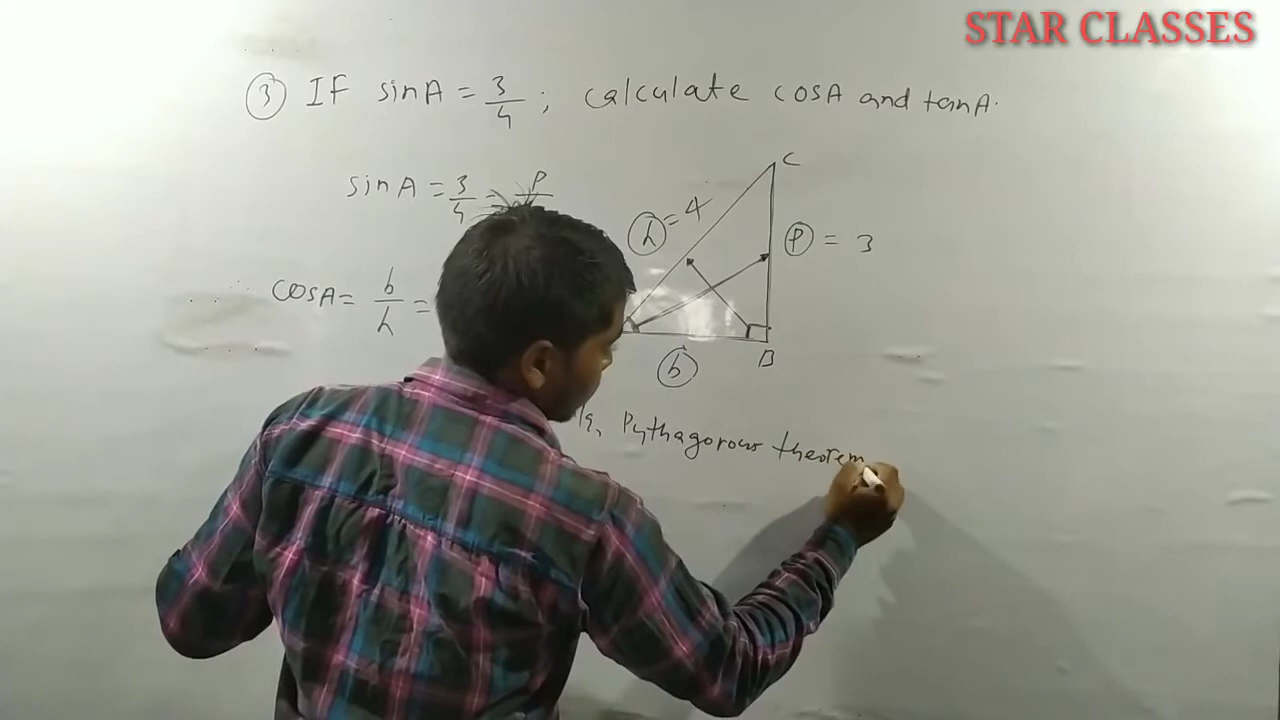 STAR CLASSES
③ If sinA = 3/4 ; calculate cosA and tanA.
sinA = 3/4 = P
cosA = b/h =
C
h = 4
P = 3
b
B
Pythagorous theorem